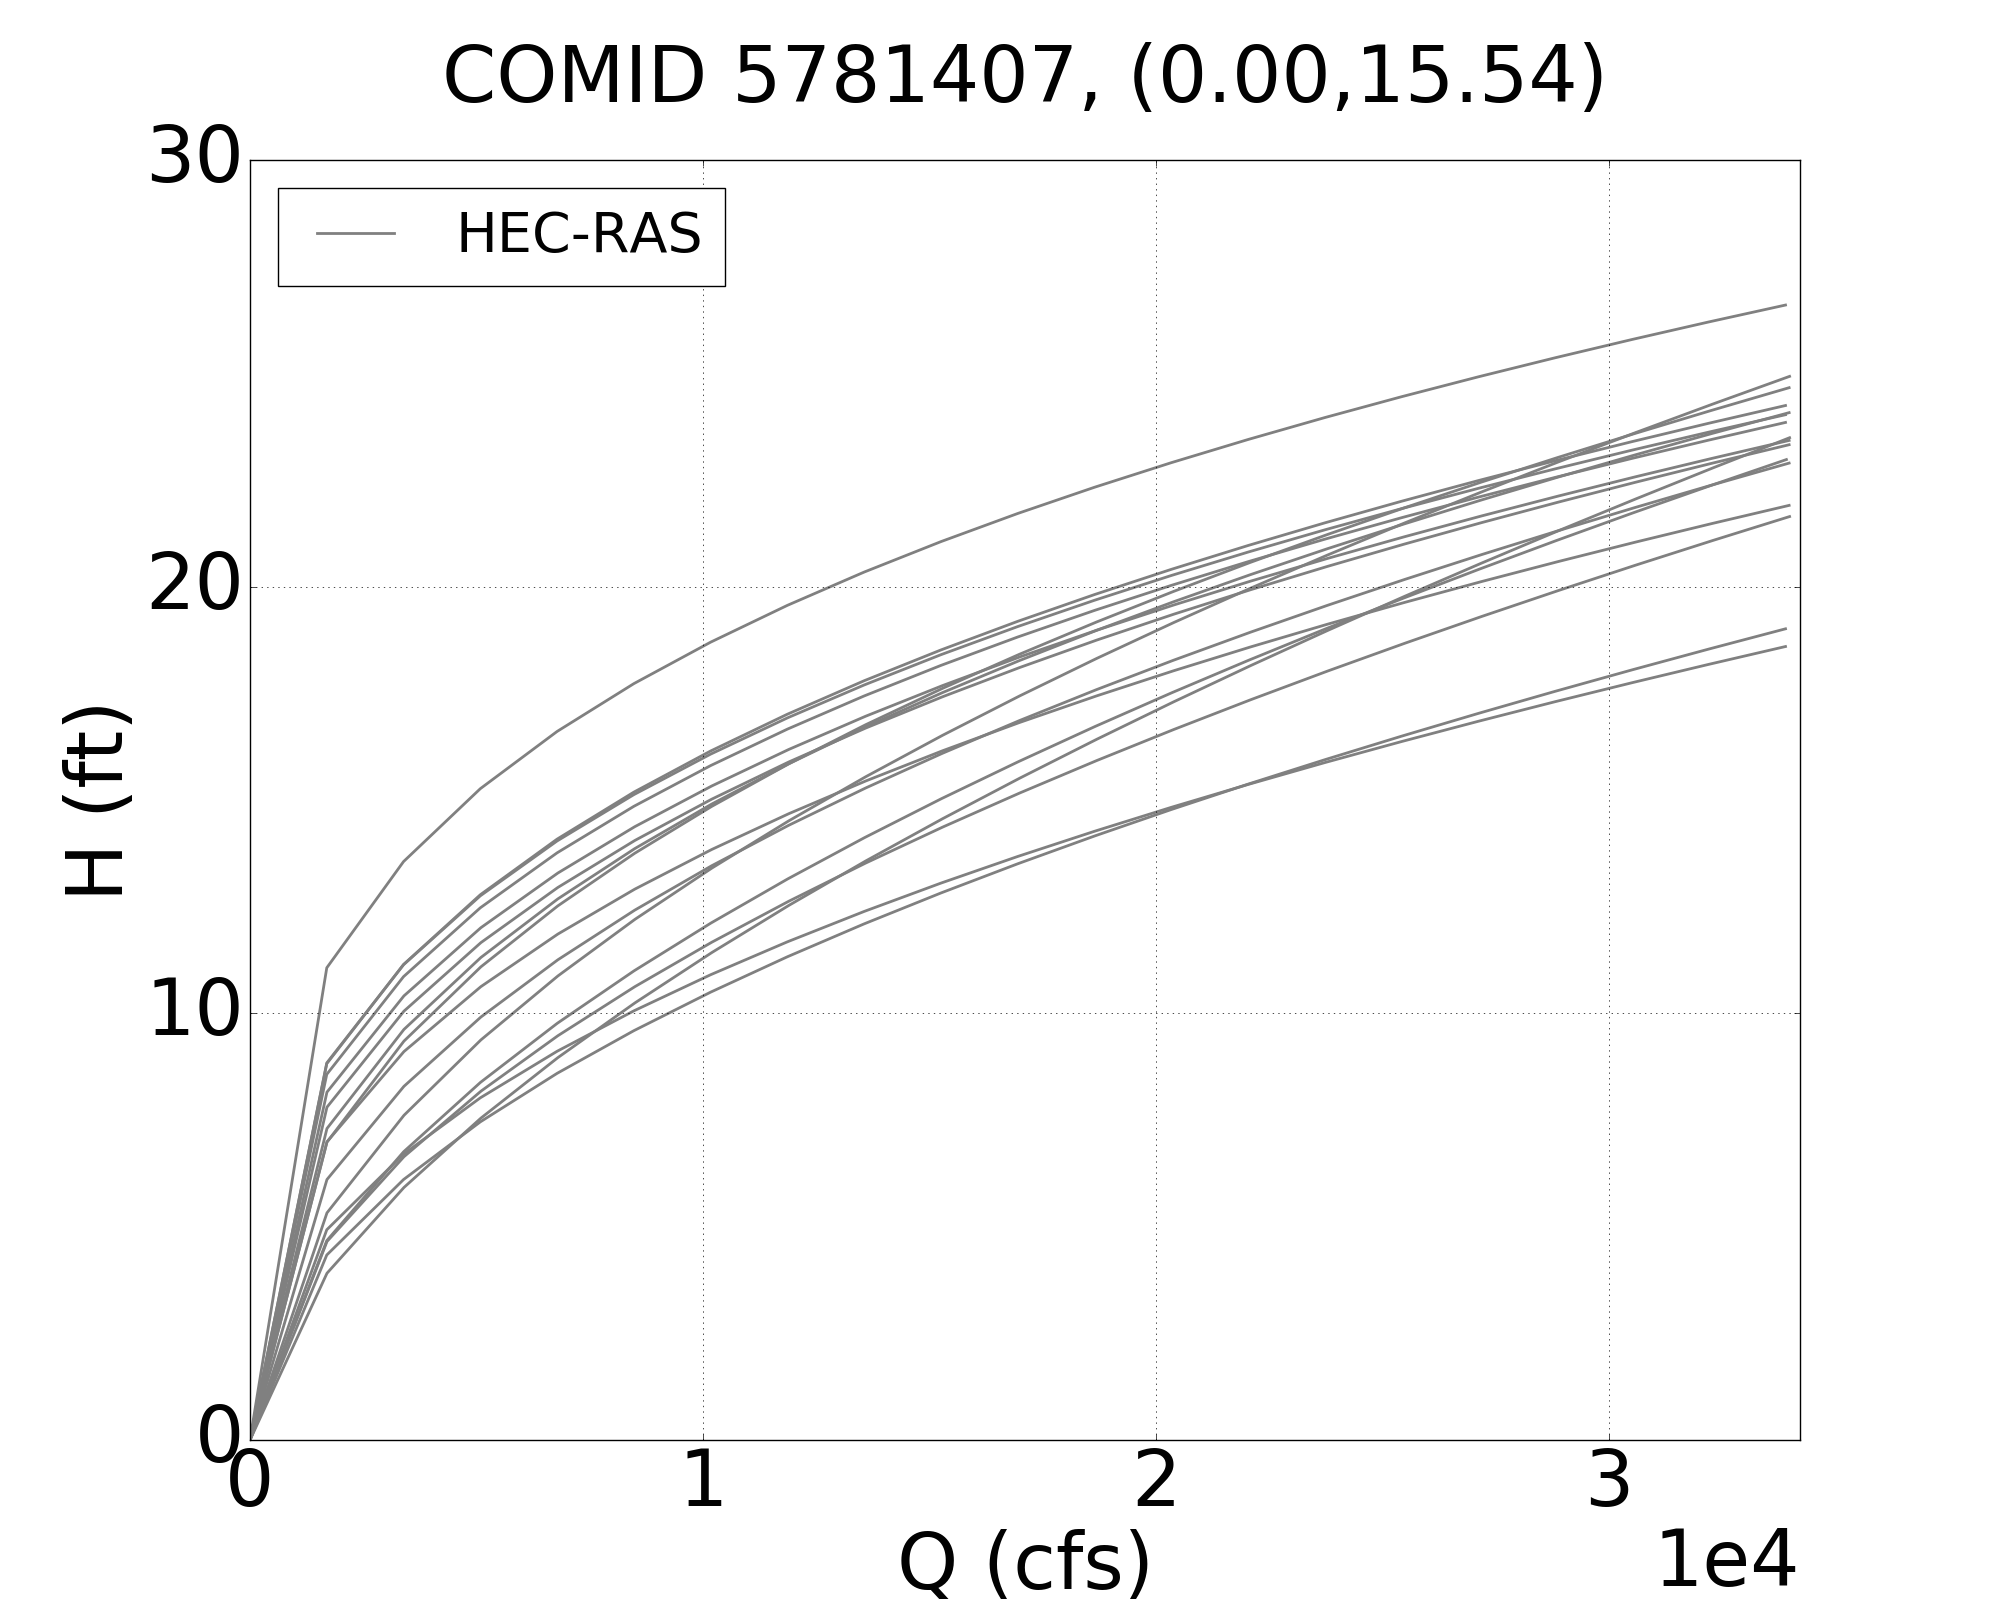 COMID 5781407, (0.00,15.54)
30
HEC-RAS
20
10
0
H (ft)
0 1 2 3
Q (cfs)
1e4